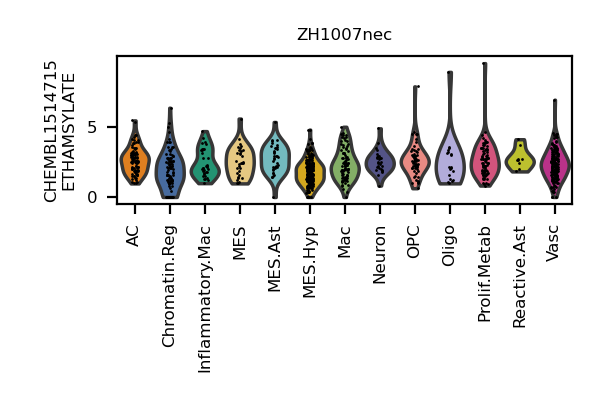 ZH1007nec
CHEMBL1514715
ETHAMSYLATE
5
0
AC
Chromatin.Reg
Inflammatory.Mac
MES
MES.Ast
MES.Hyp
Mac
Neuron
OPC
Oligo
Prolif.Metab
Reactive.Ast
Vasc